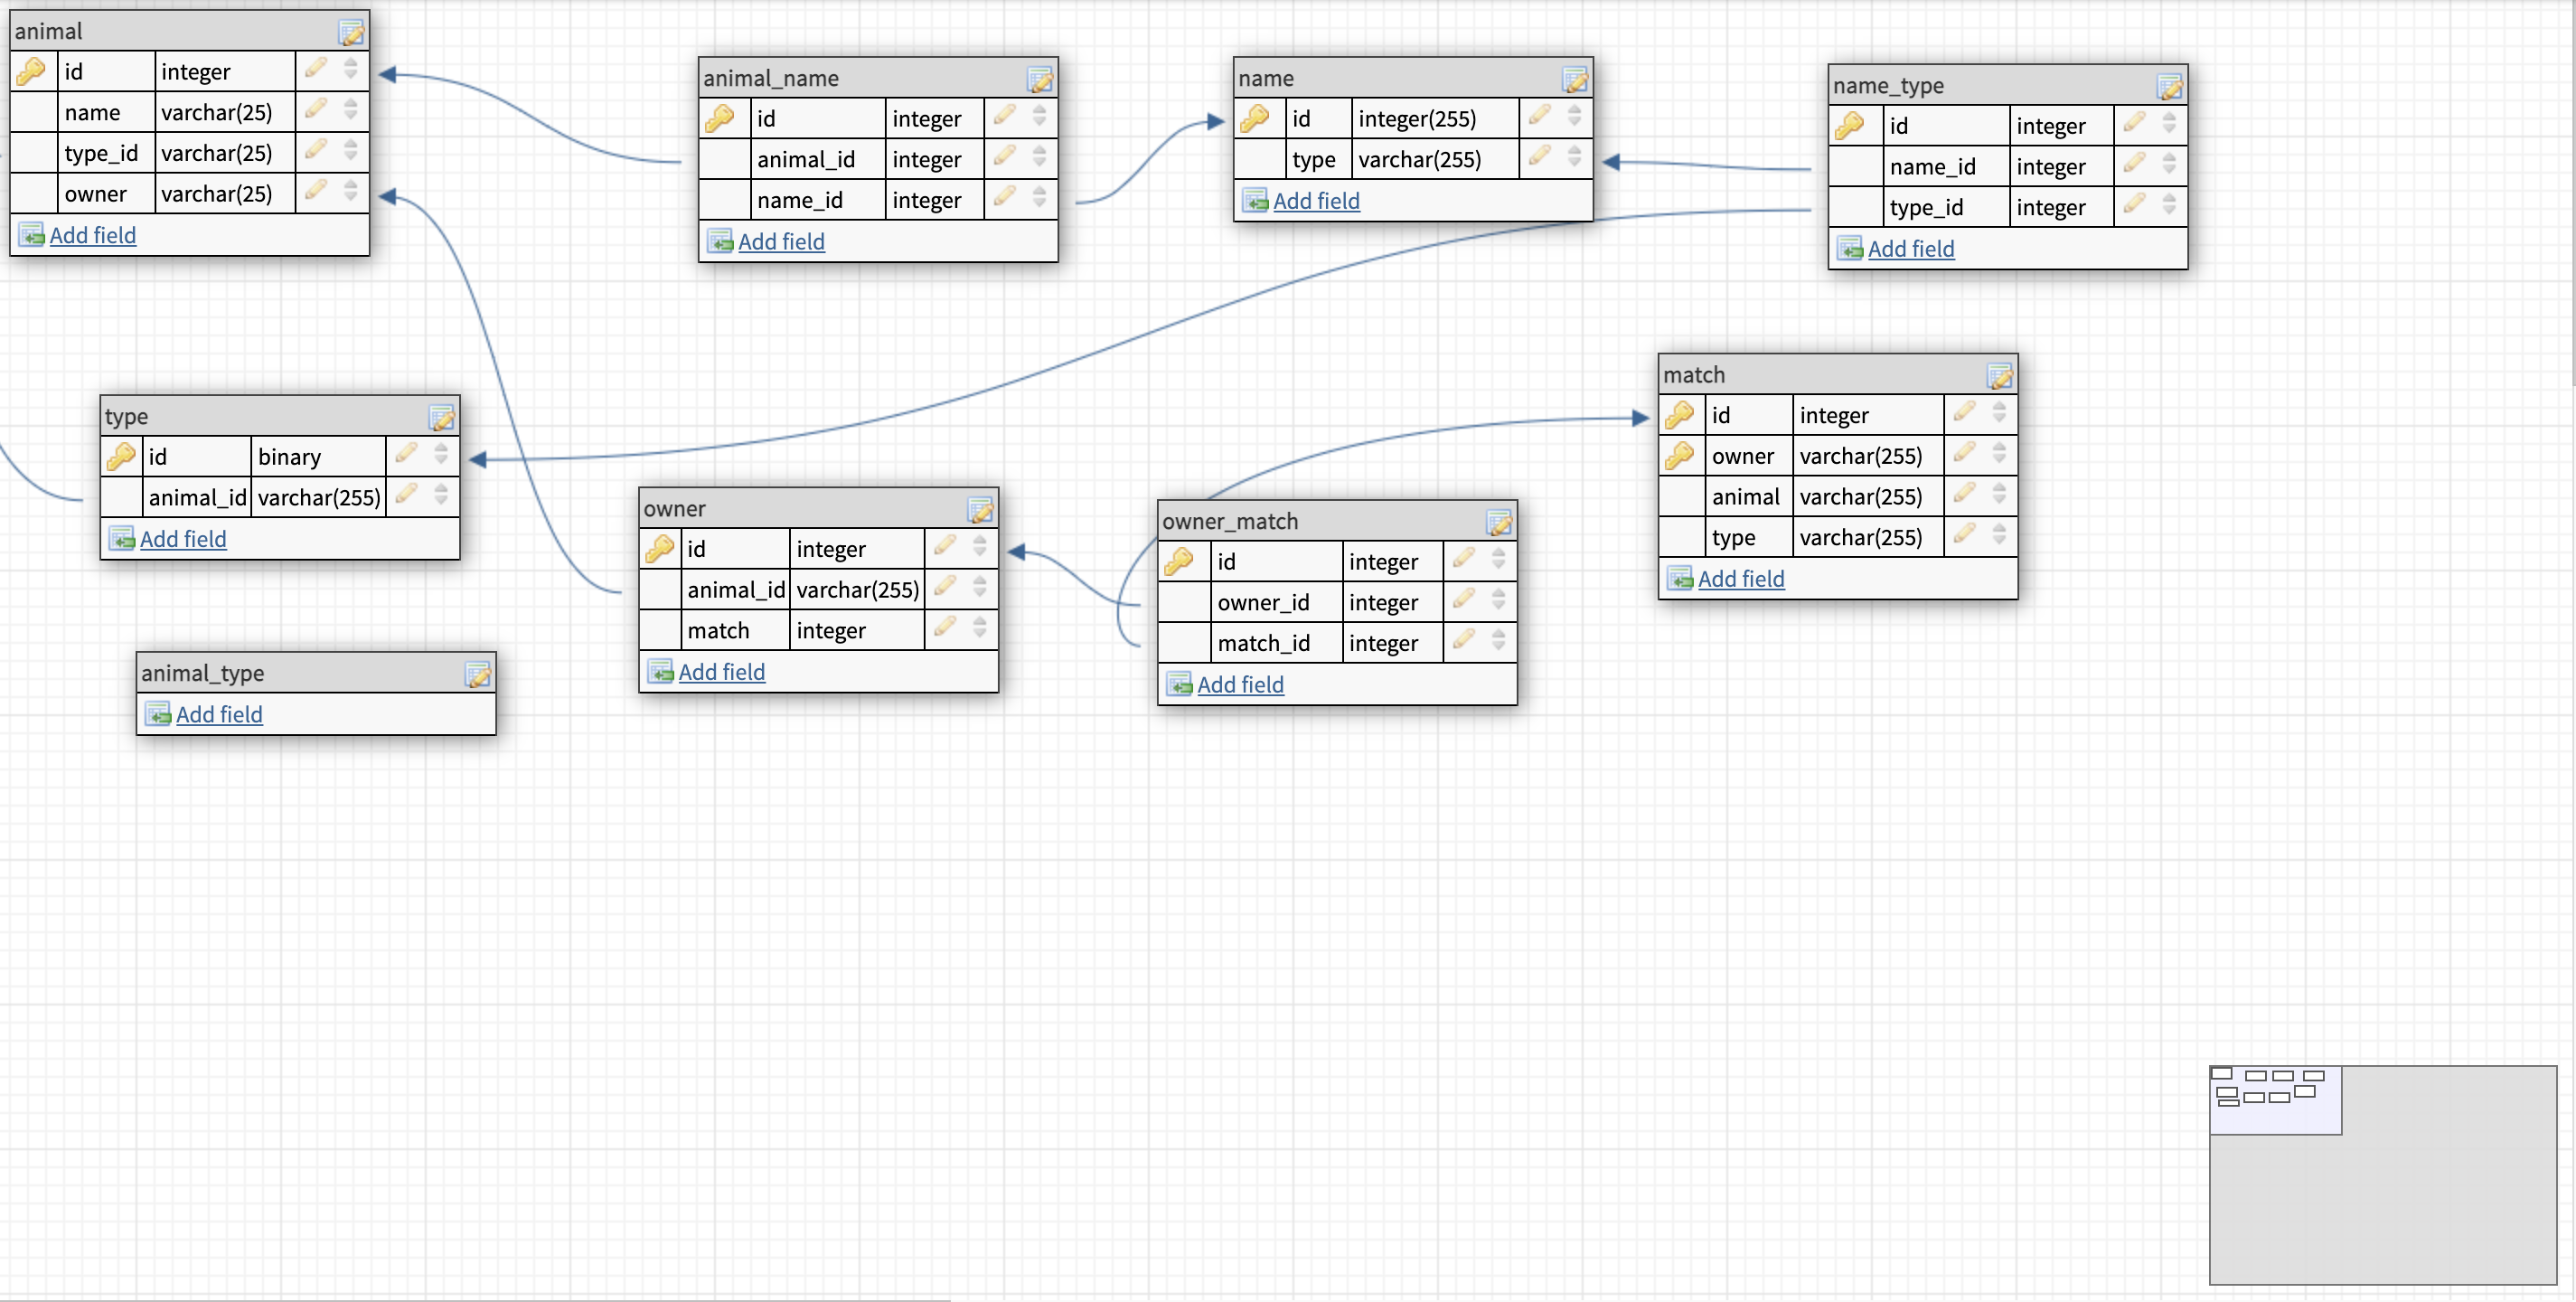 animal
id integer
name varchar(25)
type_id varchar(25)
owner varchar(25)
Add field
animal_name
id integer
animal_id integer
name_id integer
Add field
name
id integer(255)
type varchar(255)
Add field
name_type
id integer
name_id integer
type_id integer
Add field
type
id binary
animal_id varchar(255)
Add field
owner
id integer
animal_id varchar(255)
match integer
Add field
owner_match
id integer
owner_id integer
match_id integer
Add field
match
id integer
owner varchar(255)
animal varchar(255)
type varchar(255)
Add field
animal_type
Add field